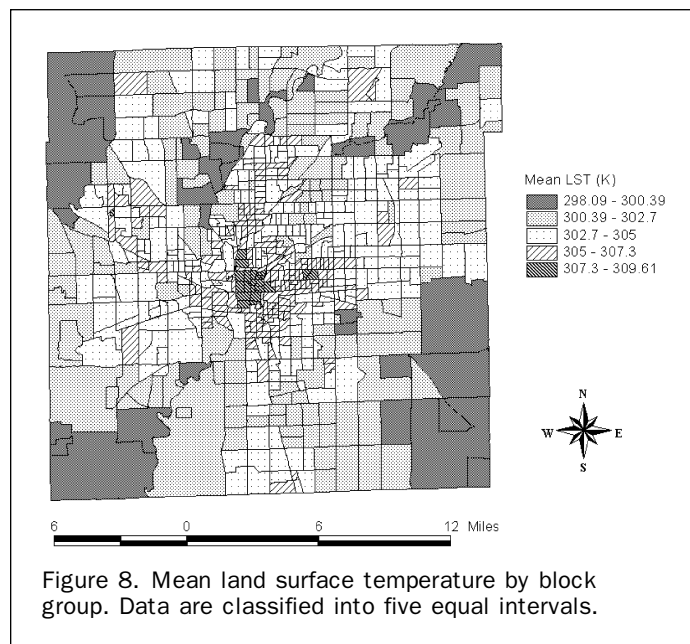 Mean LST (K)
298.09 - 300.39
300.39 - 302.7
302.7 - 305
305 - 307.3
307.3 - 309.61
N
W E
S
6 0 6 12 Miles
Figure 8. Mean land surface temperature by block
group. Data are classified into five equal intervals.